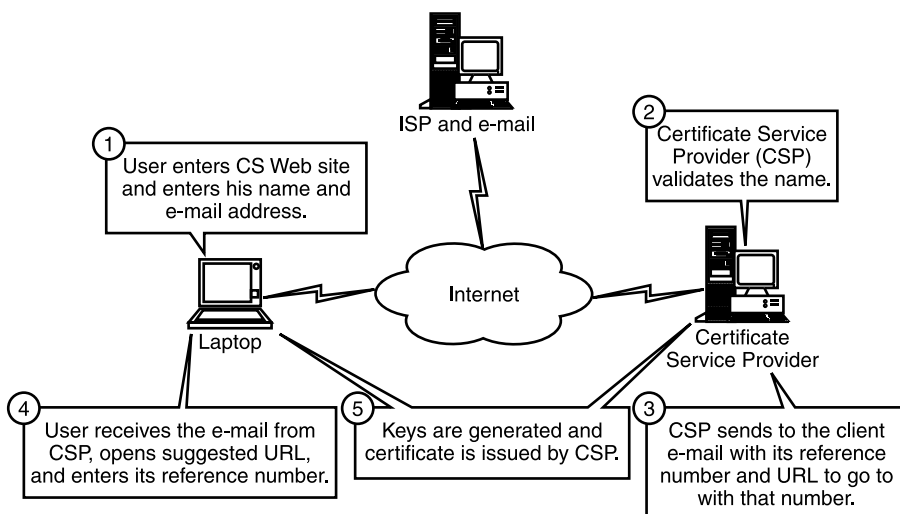 ISP and e-mail
1
User enters CS Web site
and enters his name and
e-mail address.
2
Certificate Service
Provider (CSP)
validates the name.
Internet
Laptop
Certificate
Service Provider
4
User receives the e-mail from
CSP, opens suggested URL,
and enters its reference number.
5
Keys are generated and
certificate is issued by CSP.
3
CSP sends to the client
e-mail with its reference
number and URL to go to
with that number.